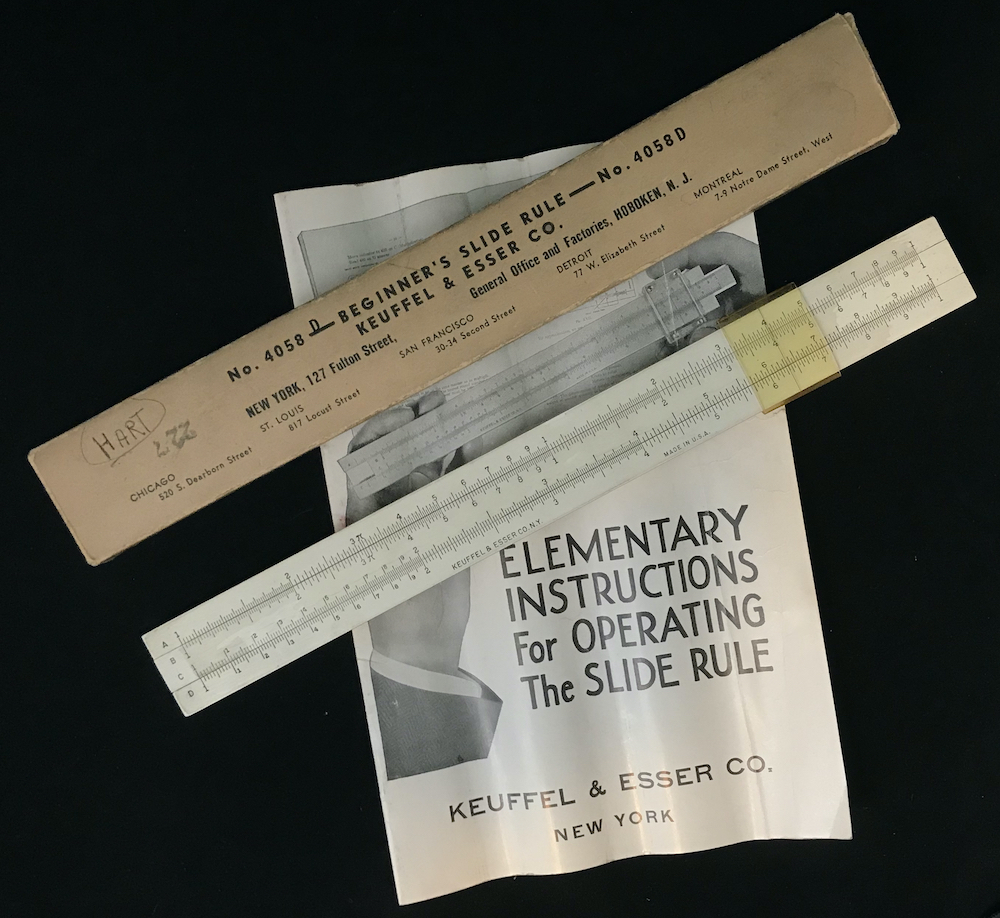 No. 4058 D BEGINNER'S SLIDE RULE — No. 4058 D
KEUFFEL & ESSER CO.
NEW YORK, 127 Fulton Street, General Office and Factories, HOBOKEN, N. J.
CHICAGO
520 S. Dearborn Street
ST. LOUIS
817 Locust Street
SAN FRANCISCO
30-34 Second Street
DETROIT
77 W. Elizabeth Street
MONTREAL
7-9 Notre Dame Street, West
HART
A
B
C
D
KEUFFEL & ESSER CO. N.Y.
MADE IN U.S.A.
ELEMENTARY
INSTRUCTIONS
For OPERATING
The SLIDE RULE
KEUFFEL & ESSER CO.
NEW YORK